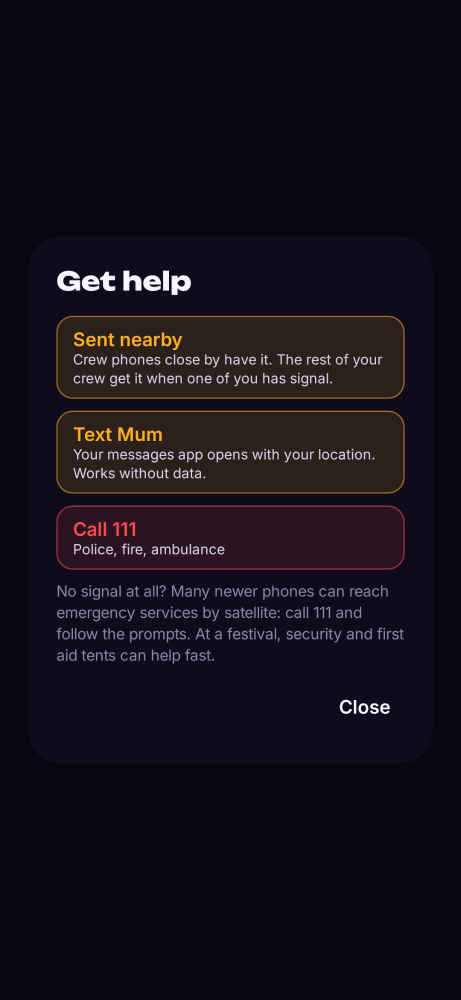 Get help
Sent nearby
Crew phones close by have it. The rest of your
crew get it when one of you has signal.
Text Mum
Your messages app opens with your location.
Works without data.
Call 111
Police, fire, ambulance
No signal at all? Many newer phones can reach
emergency services by satellite: call 111 and
follow the prompts. At a festival, security and first
aid tents can help fast.
Close